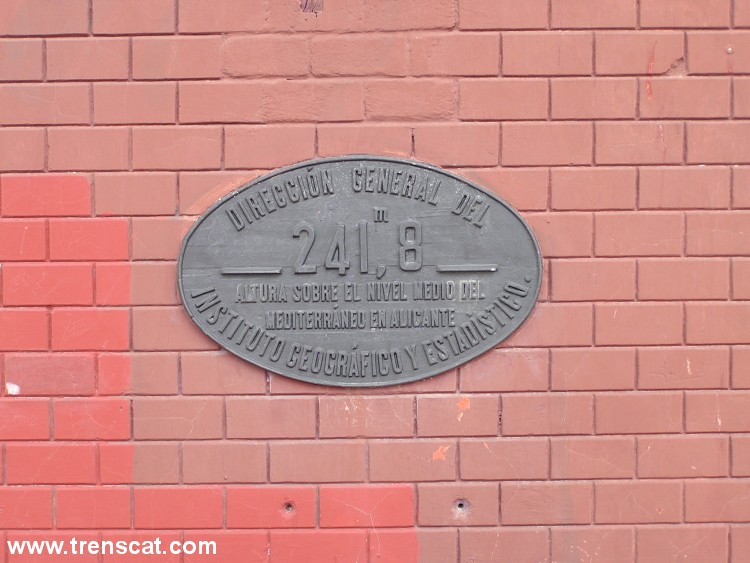 DIRECCIÓN GENERAL DEL
m
241,8
ALTURA SOBRE EL NIVEL MEDIO DEL
MEDITERRÁNEO EN ALICANTE
INSTITUTO GEOGRÁFICO Y ESTADÍSTICO.
www.trenscat.com/